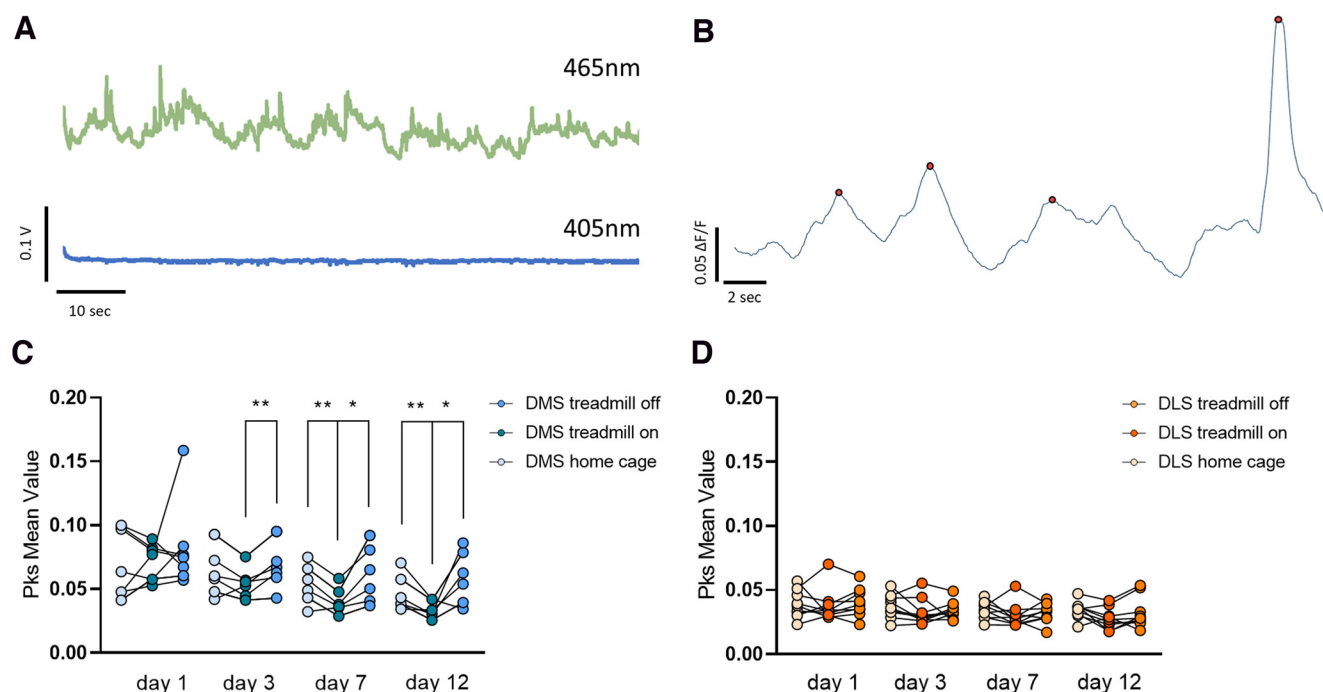 A
465nm
405nm
0.1 V
10 sec
B
0.05 ΔF/F
2 sec
C
Pks Mean Value
0.20
0.15
0.10
0.05
0.00
**
** *
** *
DMS treadmill off
DMS treadmill on
DMS home cage
day 1 day 3 day 7 day 12
D
Pks Mean Value
0.20
0.15
0.10
0.05
0.00
DLS treadmill off
DLS treadmill on
DLS home cage
day 1 day 3 day 7 day 12